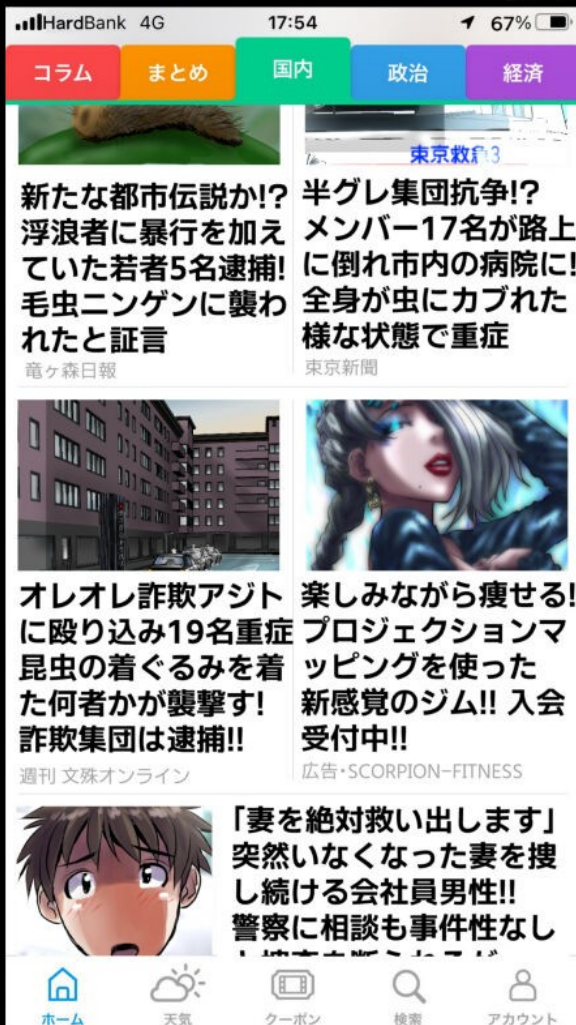 HardBank 4G 17:54 67%
コラム まとめ 国内 政治 経済
東京救急3
新たな都市伝説か!?
浮浪者に暴行を加え
ていた若者5名逮捕!
毛虫ニンゲンに襲わ
れたと証言
竜ヶ森日報
半グレ集団抗争!?
メンバー17名が路上
に倒れ市内の病院に!
全身が虫にカブれた
様な状態で重症
東京新聞
オレオレ詐欺アジト
に殴り込み19名重症
昆虫の着ぐるみを着
た何者かが襲撃す!
詐欺集団は逮捕!!
週刊 文殊オンライン
楽しみながら痩せる!
プロジェクションマ
ッピングを使った
新感覚のジム!! 入会
受付中!!
広告・SCORPION-FITNESS
「妻を絶対救い出します」
突然いなくなった妻を捜
し続ける会社員男性!!
警察に相談も事件性なし
ホーム 天気 クーポン 検索 アカウント